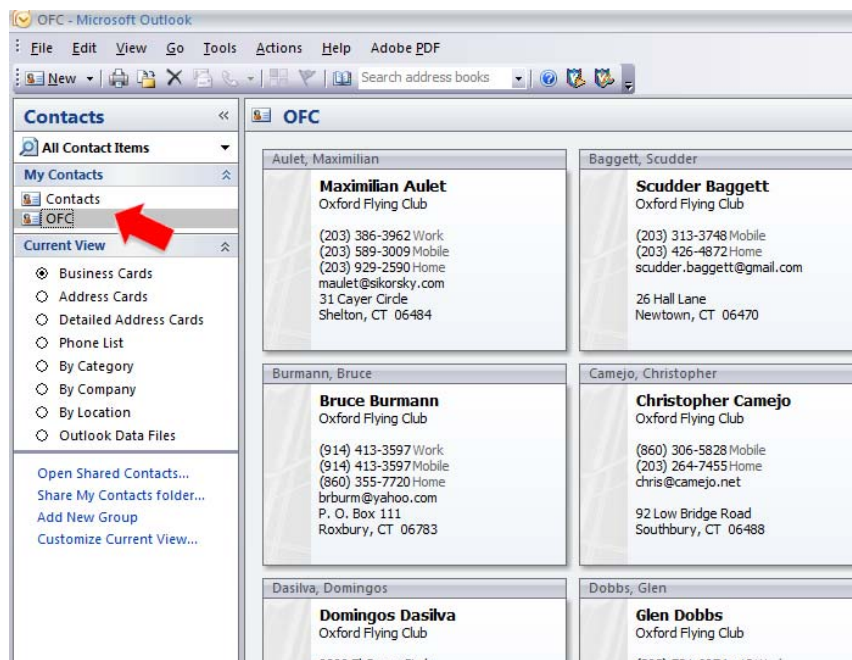 OFC - Microsoft Outlook
File Edit View Go Tools Actions Help Adobe PDF
New Search address books
Contacts «
All Contact Items
My Contacts
Contacts
OFC
Current View
Business Cards
Address Cards
Detailed Address Cards
Phone List
By Category
By Company
By Location
Outlook Data Files
Open Shared Contacts...
Share My Contacts folder...
Add New Group
Customize Current View...
OFC
Aulet, Maximilian
Maximilian Aulet
Oxford Flying Club
(203) 386-3962 Work
(203) 589-3009 Mobile
(203) 929-2590 Home
maulet@sikorsky.com
31 Cayer Circle
Shelton, CT 06484
Baggett, Scudder
Scudder Baggett
Oxford Flying Club
(203) 313-3748 Mobile
(203) 426-4872 Home
scudder.baggett@gmail.com
26 Hall Lane
Newtown, CT 06470
Burmann, Bruce
Bruce Burmann
Oxford Flying Club
(914) 413-3597 Work
(914) 413-3597 Mobile
(860) 355-7720 Home
brburm@yahoo.com
P. O. Box 111
Roxbury, CT 06783
Camejo, Christopher
Christopher Camejo
Oxford Flying Club
(860) 306-5828 Mobile
(203) 264-7455 Home
chris@camejo.net
92 Low Bridge Road
Southbury, CT 06488
Dasilva, Domingos
Domingos Dasilva
Oxford Flying Club
Dobbs, Glen
Glen Dobbs
Oxford Flying Club